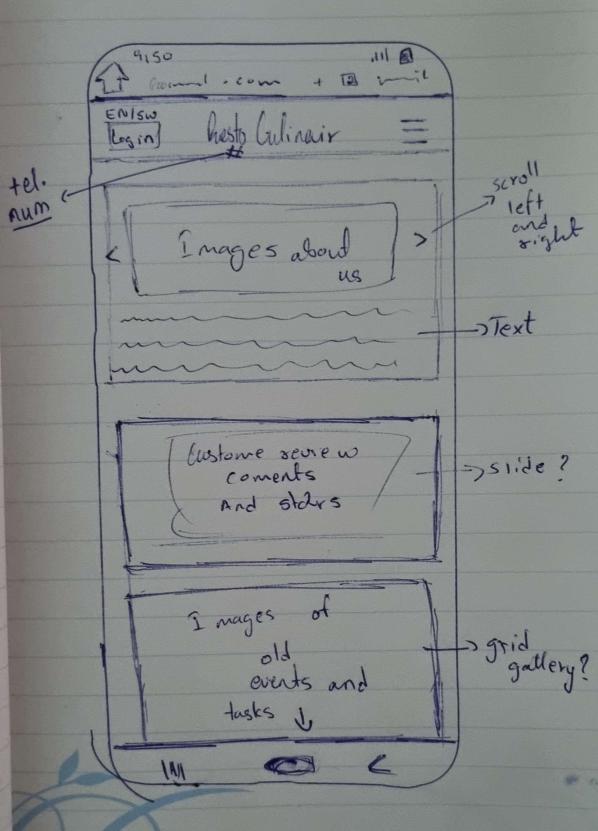 9:50
.com +
EN/SW
Login
Resto Culinair
#
tel.
num
scroll
left
and
right
< Images about >
us
Text
Custome review
coments
And stars
slide?
Images of
old
events and
tasks
grid
gallery?